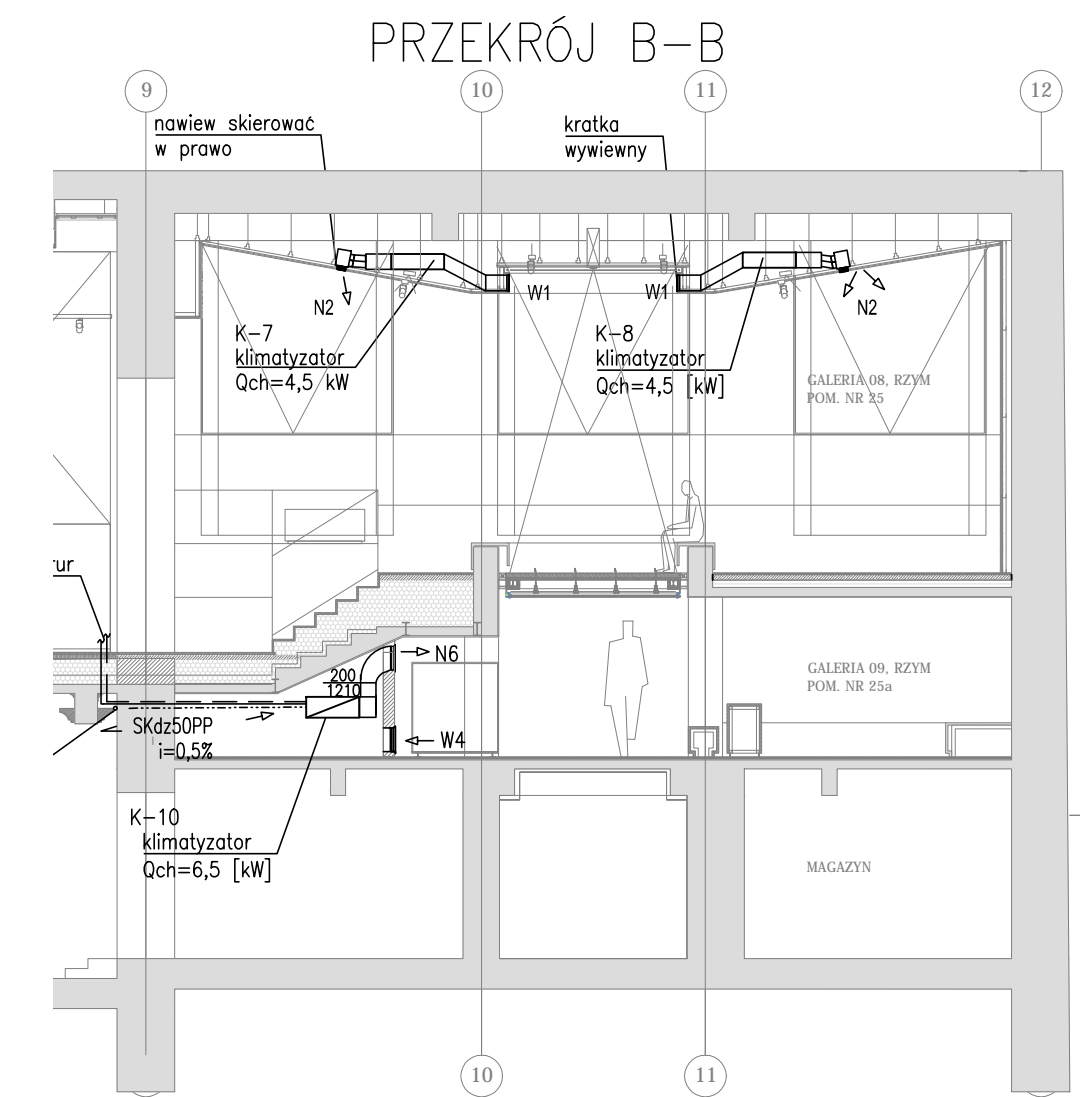 PRZEKRÓJ B–B
9
10
11
12
nawiew skierować
w prawo
kratka
wywiewny
W1
W1
N2
N2
K–7
klimatyzator
Qch=4,5 kW
K–8
klimatyzator
Qch=4,5 [kW]
GALERIA 08, RZYM
POM. NR 25
N6
200
1210
GALERIA 09, RZYM
POM. NR 25a
SKdz50PP
i=0,5%
W4
K–10
klimatyzator
Qch=6,5 [kW]
MAGAZYN
10
11